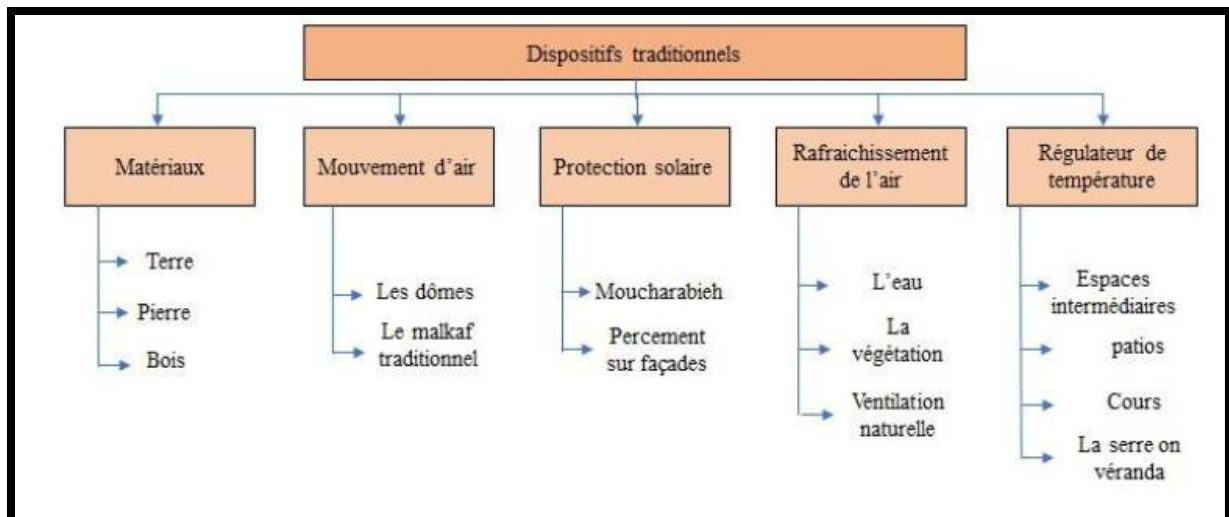 Dispositifs traditionnels
Matériaux
Mouvement d’air
Protection solaire
Rafraichissement
de l’air
Régulateur de
température
Terre
Pierre
Bois
Les dômes
Le malkaf
traditionnel
Moucharabieh
Percement
sur façades
L’eau
La
végétation
Ventilation
naturelle
Espaces
intermédiaires
patios
Cours
La serre on
véranda